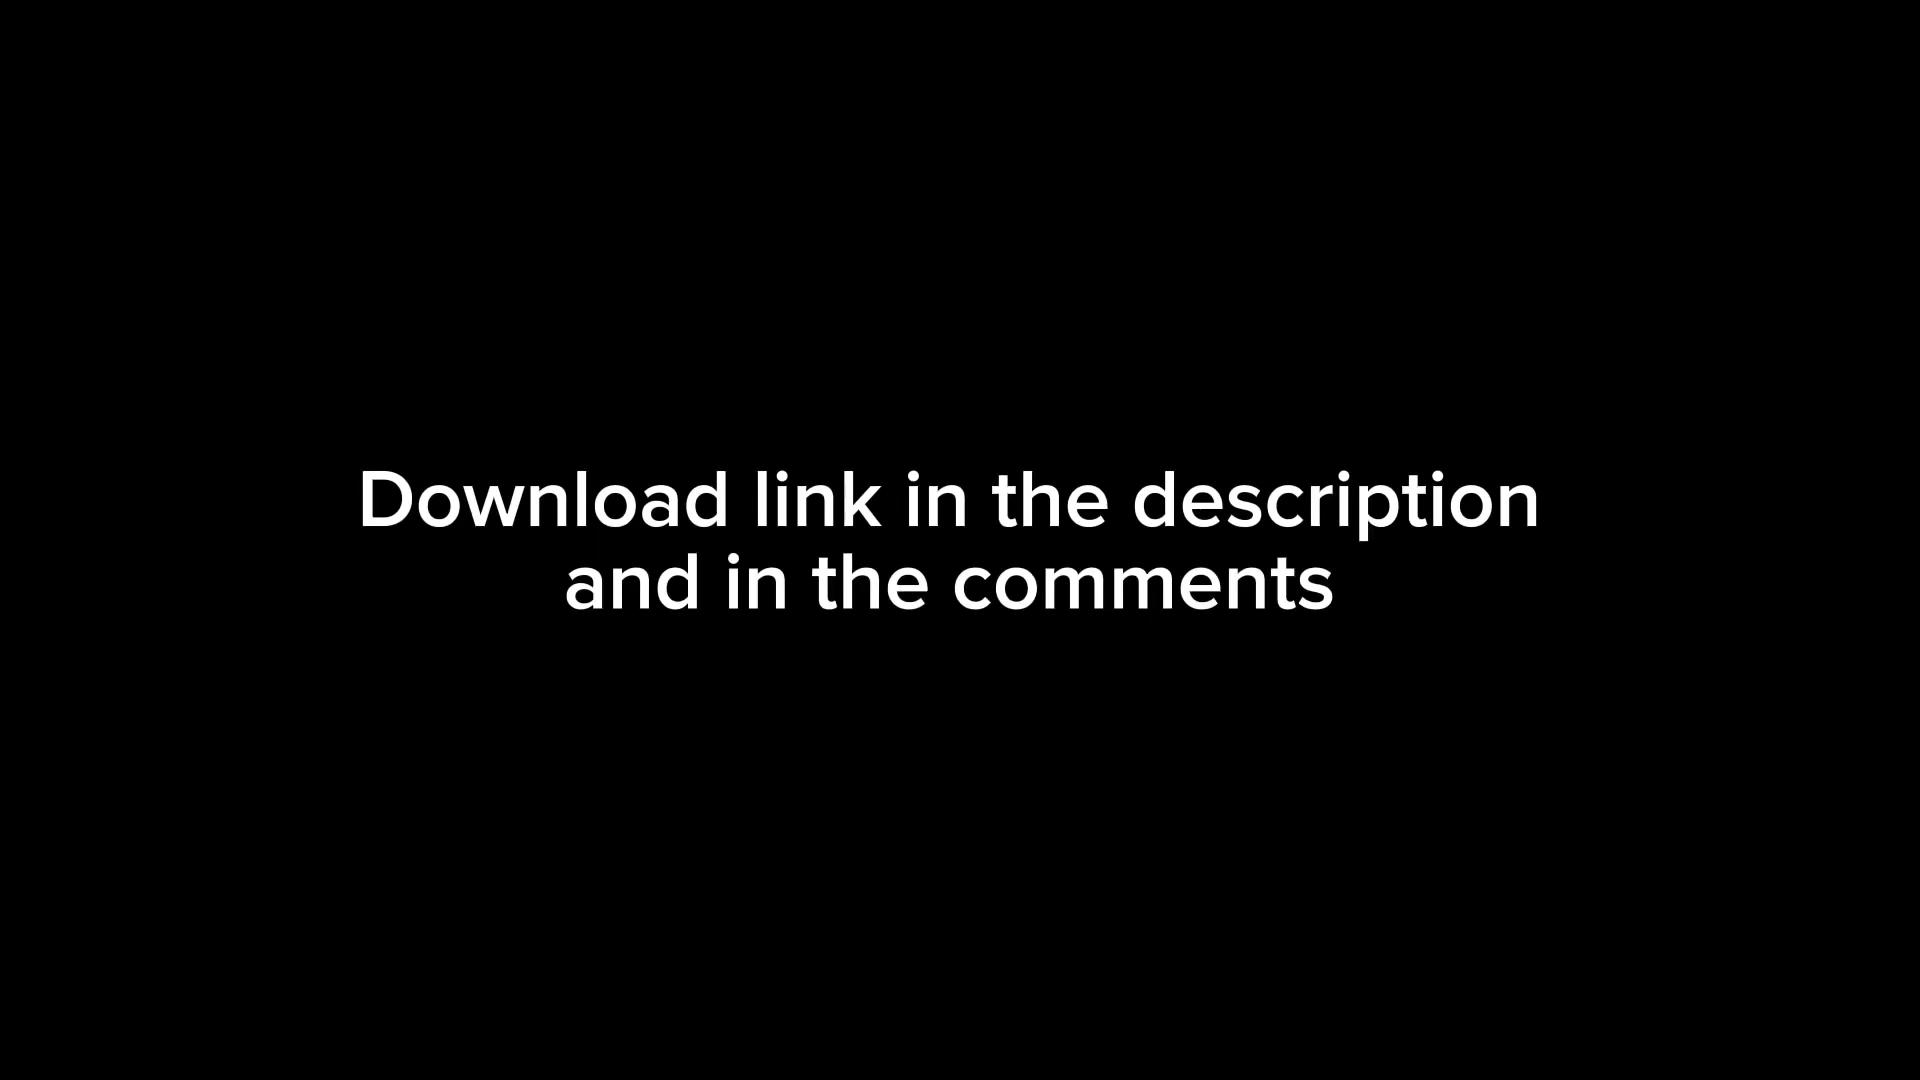 Download link in the description
and in the comments